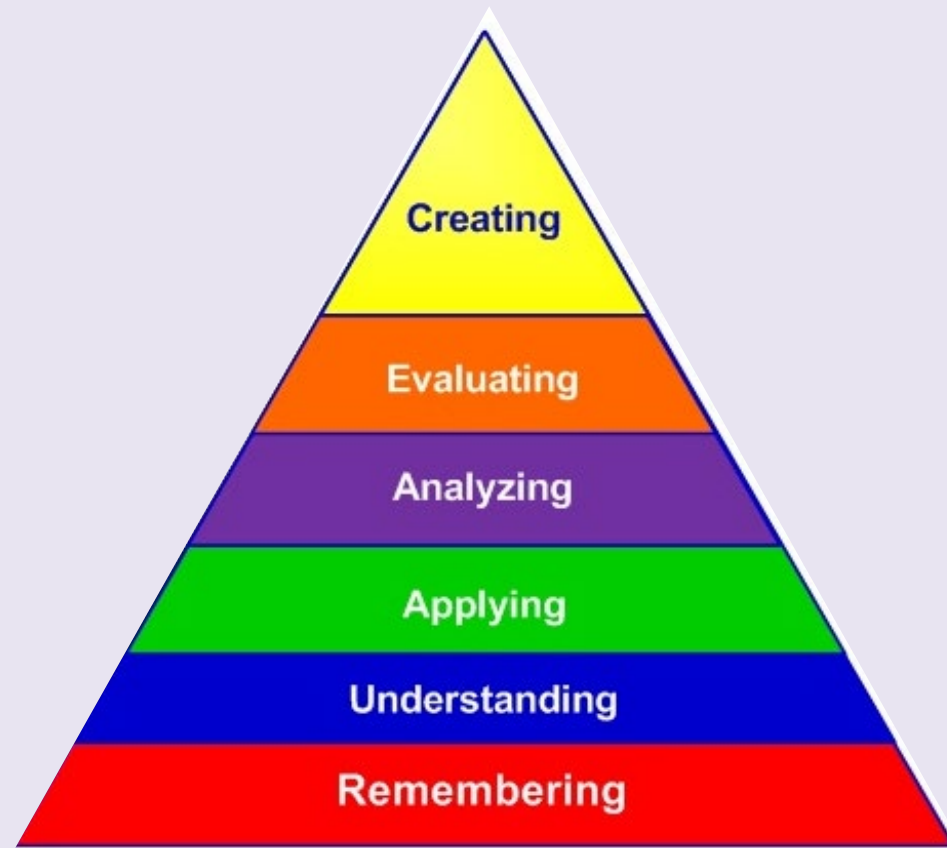 Creating
Evaluating
Analyzing
Applying
Understanding
Remembering